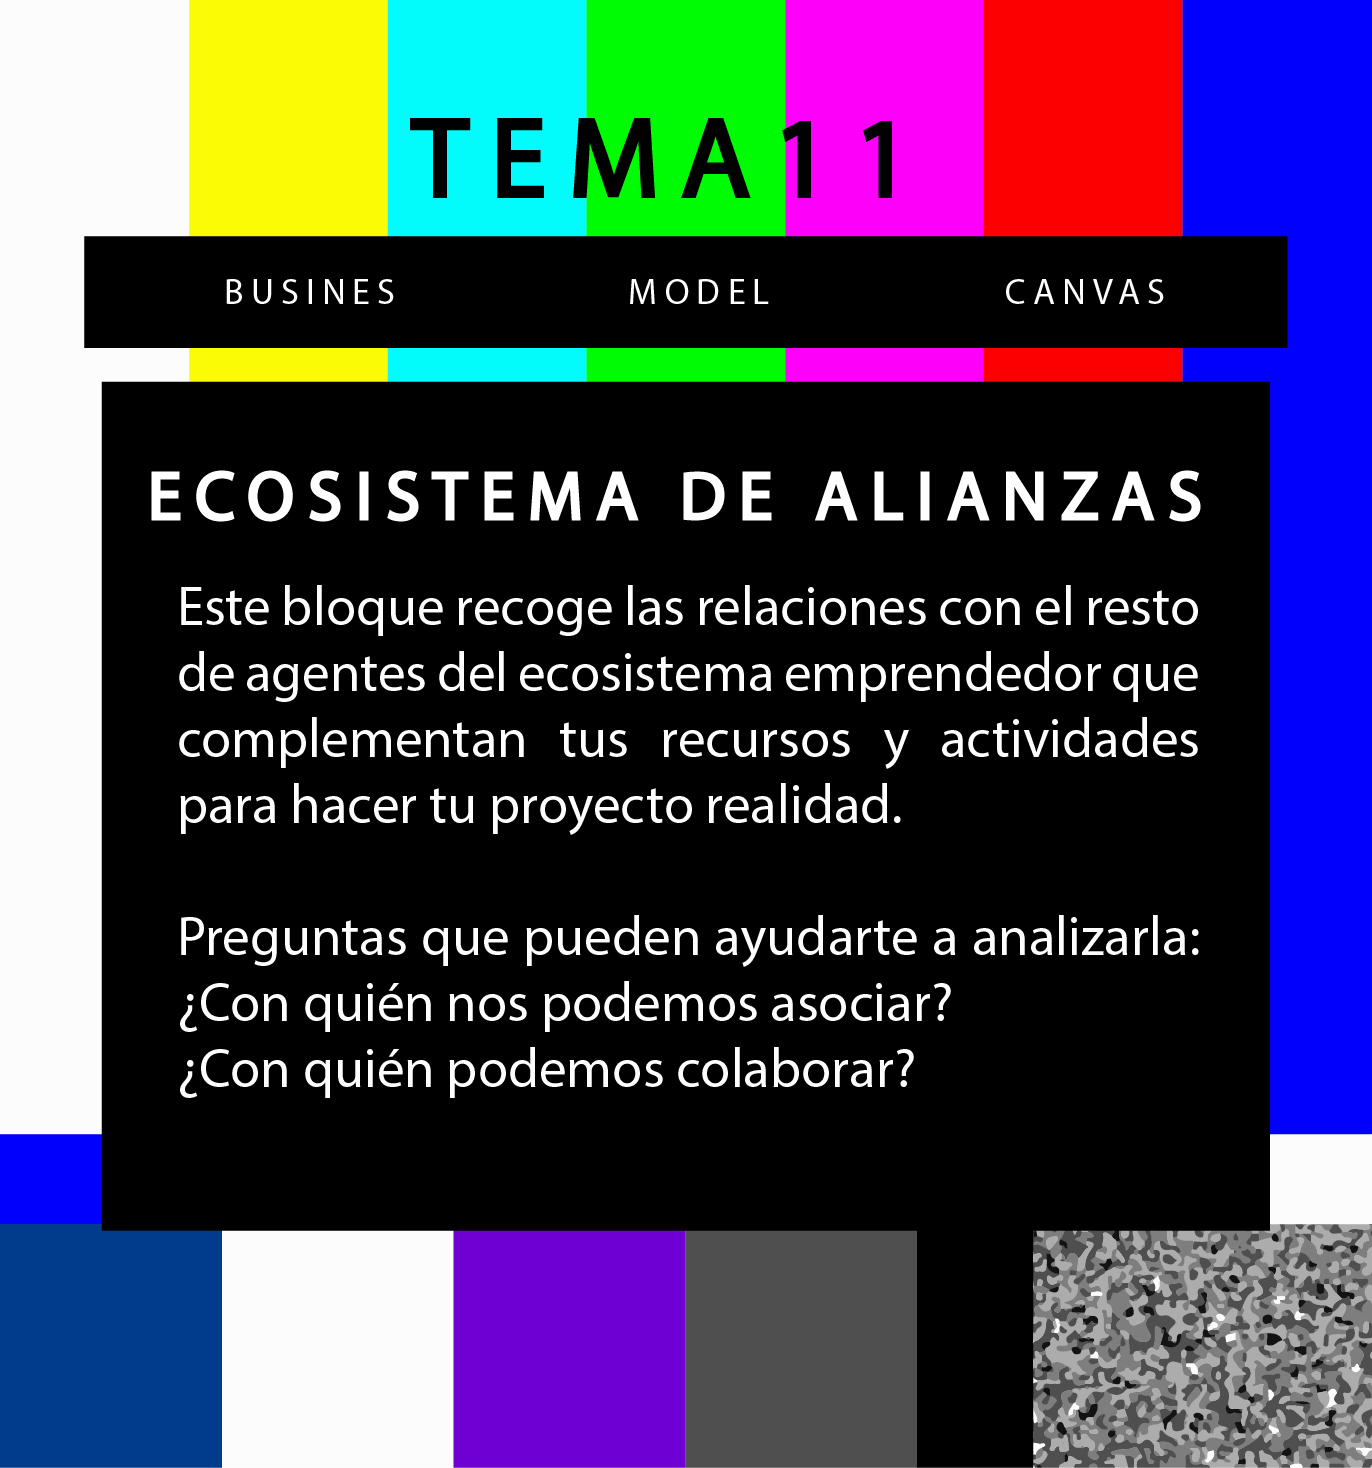 TEMA11
BUSINES MODEL CANVAS
ECOSISTEMA DE ALIANZAS
Este bloque recoge las relaciones con el resto
de agentes del ecosistema emprendedor que
complementan tus recursos y actividades
para hacer tu proyecto realidad.
Preguntas que pueden ayudarte a analizarla:
¿Con quién nos podemos asociar?
¿Con quién podemos colaborar?